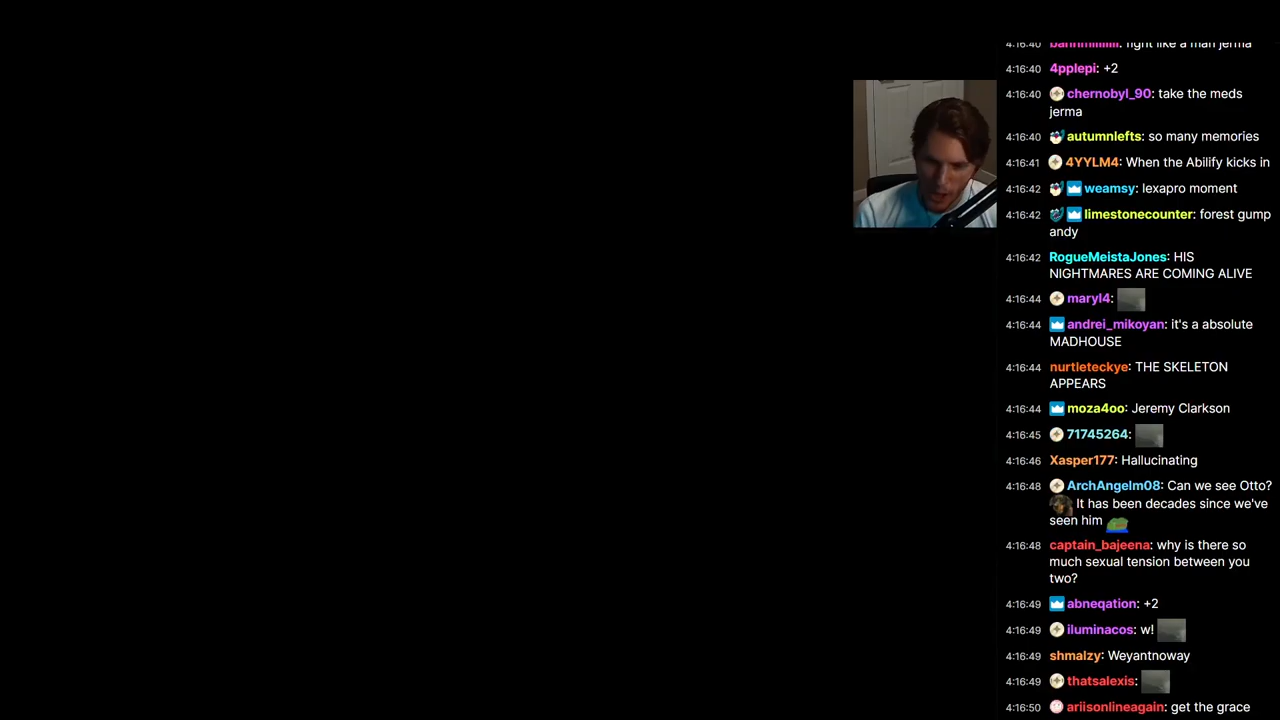 4:16:40 fight like a man jerma
4:16:40 4pplepi: +2
4:16:40 chernobyl_90: take the meds
jerma
4:16:40 autumnlefts: so many memories
4:16:41 4YYLM4: When the Abilify kicks in
4:16:42 weamsy: lexapro moment
4:16:42 limestonecounter: forest gump
andy
4:16:42 RogueMeistaJones: HIS
NIGHTMARES ARE COMING ALIVE
4:16:44 maryl4:
4:16:44 andrei_mikoyan: it's a absolute
MADHOUSE
4:16:44 nurtleteckye: THE SKELETON
APPEARS
4:16:44 moza4oo: Jeremy Clarkson
4:16:45 71745264:
4:16:46 Xasper177: Hallucinating
4:16:48 ArchAngelm08: Can we see Otto?
It has been decades since we've
seen him
4:16:48 captain_bajeena: why is there so
much sexual tension between you
two?
4:16:49 abneqation: +2
4:16:49 iluminacos: w!
4:16:49 shmalzy: Weyantnoway
4:16:49 thatsalexis:
4:16:50 ariisonlineagain: get the grace